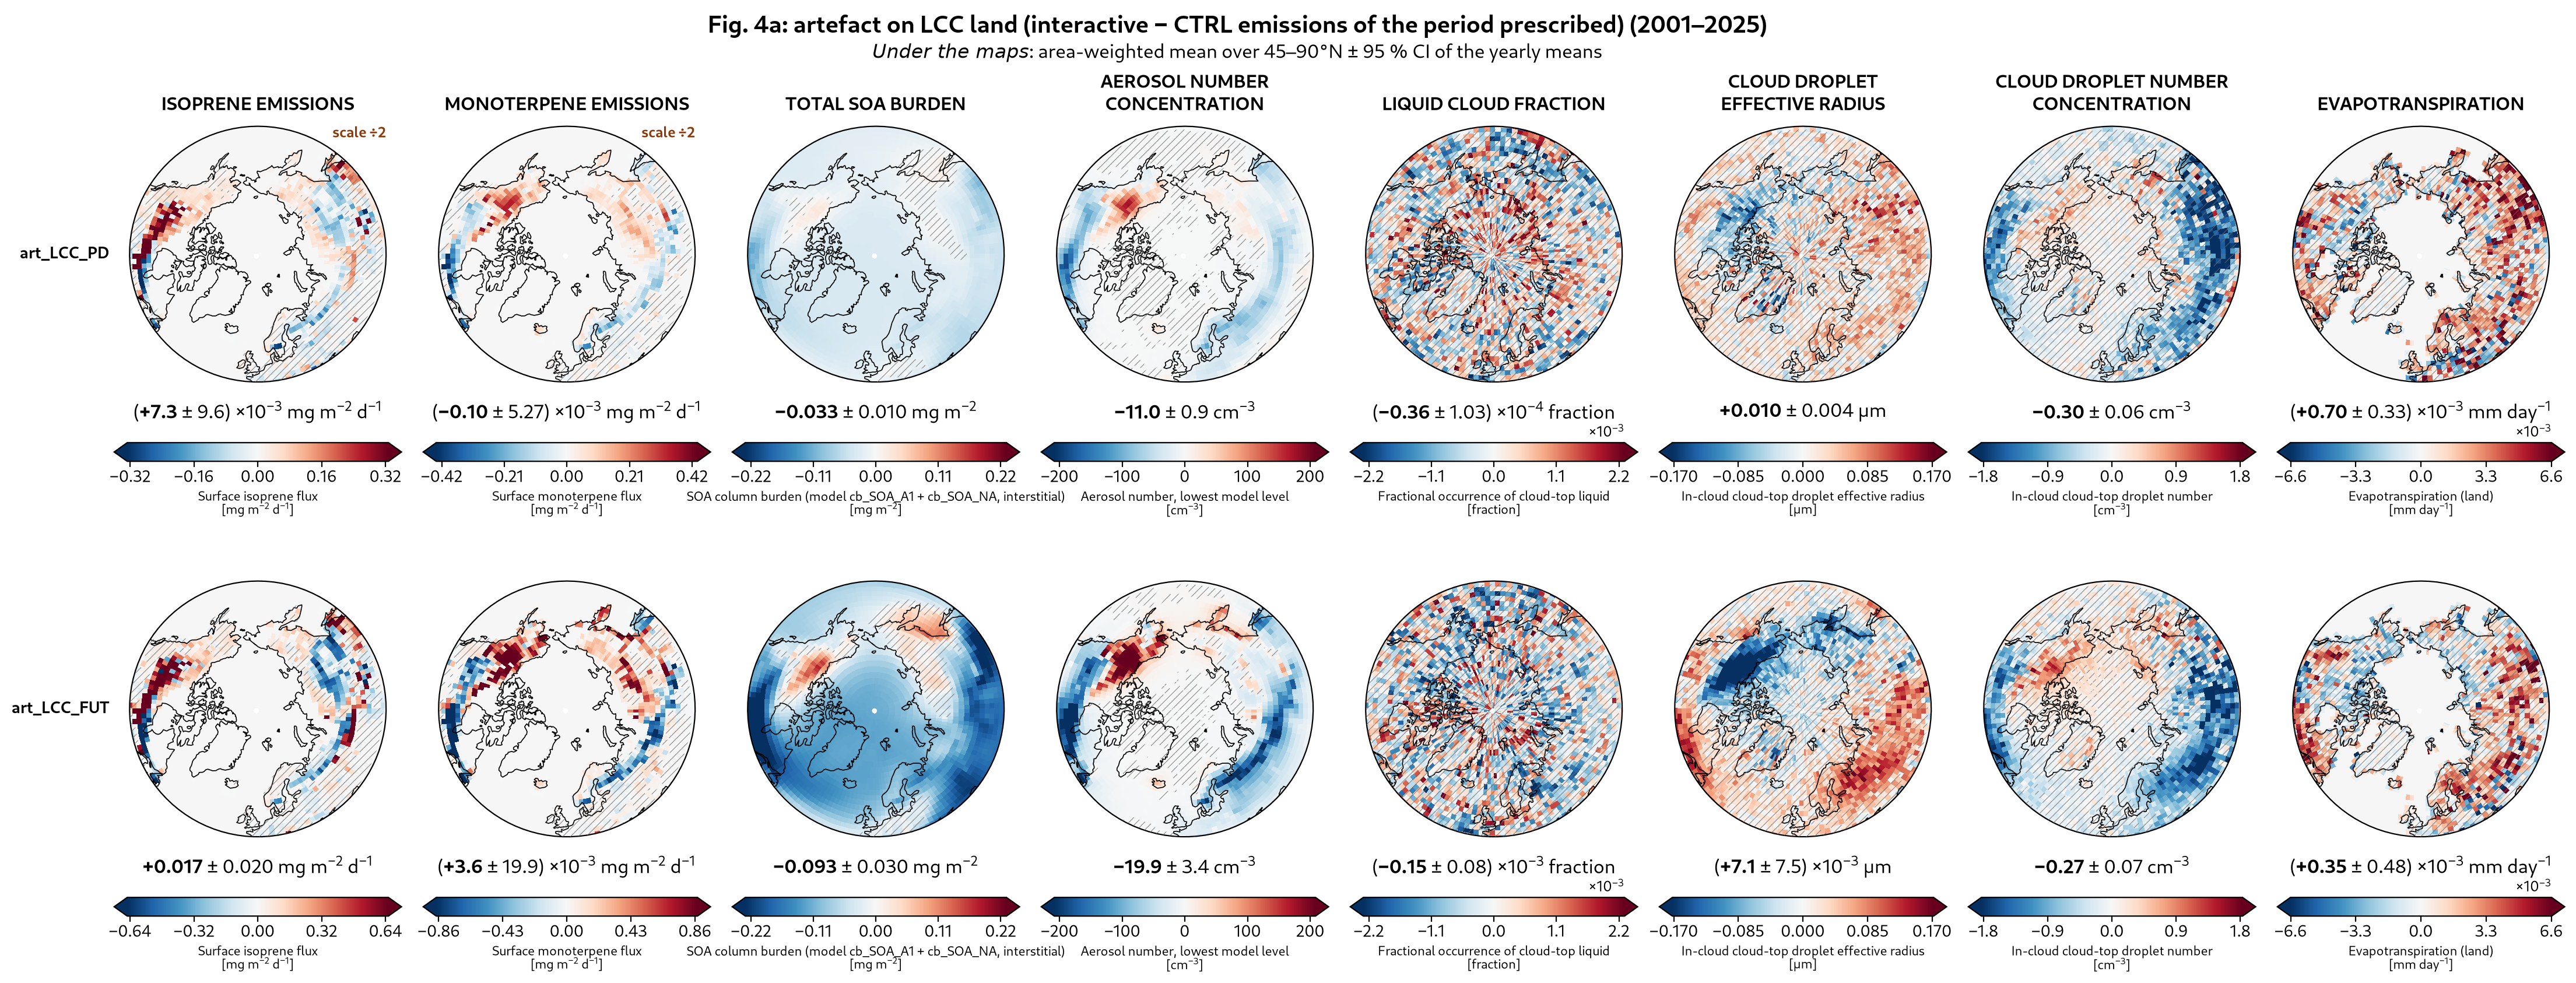 Fig. 4a: artefact on LCC land (interactive − CTRL emissions of the period prescribed) (2001–2025)
Under the maps: area-weighted mean over 45–90°N ± 95 % CI of the yearly means
ISOPRENE EMISSIONS
MONOTERPENE EMISSIONS
TOTAL SOA BURDEN
AEROSOL NUMBER
CONCENTRATION
LIQUID CLOUD FRACTION
CLOUD DROPLET
EFFECTIVE RADIUS
CLOUD DROPLET NUMBER
CONCENTRATION
EVAPOTRANSPIRATION
scale ÷2
scale ÷2
art_LCC_PD
(+7.3 ± 9.6) ×10⁻³ mg m⁻² d⁻¹
(−0.10 ± 5.27) ×10⁻³ mg m⁻² d⁻¹
−0.033 ± 0.010 mg m⁻²
−11.0 ± 0.9 cm⁻³
(−0.36 ± 1.03) ×10⁻⁴ fraction
+0.010 ± 0.004 µm
−0.30 ± 0.06 cm⁻³
(+0.70 ± 0.33) ×10⁻³ mm day⁻¹
×10⁻³
×10⁻³
−0.32 −0.16 0.00 0.16 0.32
−0.42 −0.21 0.00 0.21 0.42
−0.22 −0.11 0.00 0.11 0.22
−200 −100 0 100 200
−2.2 −1.1 0.0 1.1 2.2
−0.170 −0.085 0.000 0.085 0.170
−1.8 −0.9 0.0 0.9 1.8
−6.6 −3.3 0.0 3.3 6.6
Surface isoprene flux
[mg m⁻² d⁻¹]
Surface monoterpene flux
[mg m⁻² d⁻¹]
SOA column burden (model cb_SOA_A1 + cb_SOA_NA, interstitial)
[mg m⁻²]
Aerosol number, lowest model level
[cm⁻³]
Fractional occurrence of cloud-top liquid
[fraction]
In-cloud cloud-top droplet effective radius
[µm]
In-cloud cloud-top droplet number
[cm⁻³]
Evapotranspiration (land)
[mm day⁻¹]
art_LCC_FUT
+0.017 ± 0.020 mg m⁻² d⁻¹
(+3.6 ± 19.9) ×10⁻³ mg m⁻² d⁻¹
−0.093 ± 0.030 mg m⁻²
−19.9 ± 3.4 cm⁻³
(−0.15 ± 0.08) ×10⁻³ fraction
(+7.1 ± 7.5) ×10⁻³ µm
−0.27 ± 0.07 cm⁻³
(+0.35 ± 0.48) ×10⁻³ mm day⁻¹
×10⁻³
×10⁻³
−0.64 −0.32 0.00 0.32 0.64
−0.86 −0.43 0.00 0.43 0.86
−0.22 −0.11 0.00 0.11 0.22
−200 −100 0 100 200
−2.2 −1.1 0.0 1.1 2.2
−0.170 −0.085 0.000 0.085 0.170
−1.8 −0.9 0.0 0.9 1.8
−6.6 −3.3 0.0 3.3 6.6
Surface isoprene flux
[mg m⁻² d⁻¹]
Surface monoterpene flux
[mg m⁻² d⁻¹]
SOA column burden (model cb_SOA_A1 + cb_SOA_NA, interstitial)
[mg m⁻²]
Aerosol number, lowest model level
[cm⁻³]
Fractional occurrence of cloud-top liquid
[fraction]
In-cloud cloud-top droplet effective radius
[µm]
In-cloud cloud-top droplet number
[cm⁻³]
Evapotranspiration (land)
[mm day⁻¹]